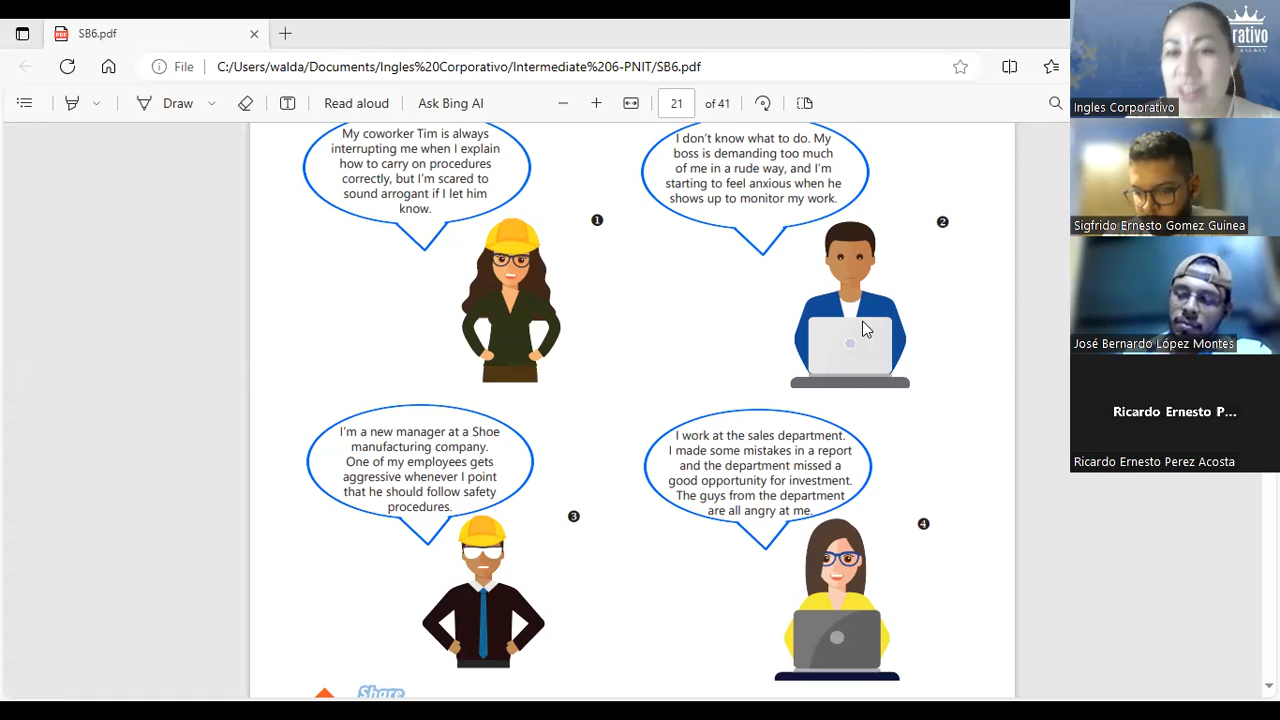 SB6.pdf
File
C:/Users/walda/Documents/Ingles%20Corporativo/Intermediate%206-PNIT/SB6.pdf
Draw
Read aloud
Ask Bing AI
21
of 41
My coworker Tim is always
interrupting me when I explain
how to carry on procedures
correctly, but I'm scared to
sound arrogant if I let him
know.
1
I don't know what to do. My
boss is demanding too much
of me in a rude way, and I'm
starting to feel anxious when he
shows up to monitor my work.
2
I'm a new manager at a Shoe
manufacturing company.
One of my employees gets
aggressive whenever I point
that he should follow safety
procedures.
3
I work at the sales department.
I made some mistakes in a report
and the department missed a
good opportunity for investment.
The guys from the department
are all angry at me.
4
Share
rativo
Ingles Corporativo
Sigfrido Ernesto Gomez Guinea
José Bernardo López Montes
Ricardo Ernesto P...
Ricardo Ernesto Perez Acosta